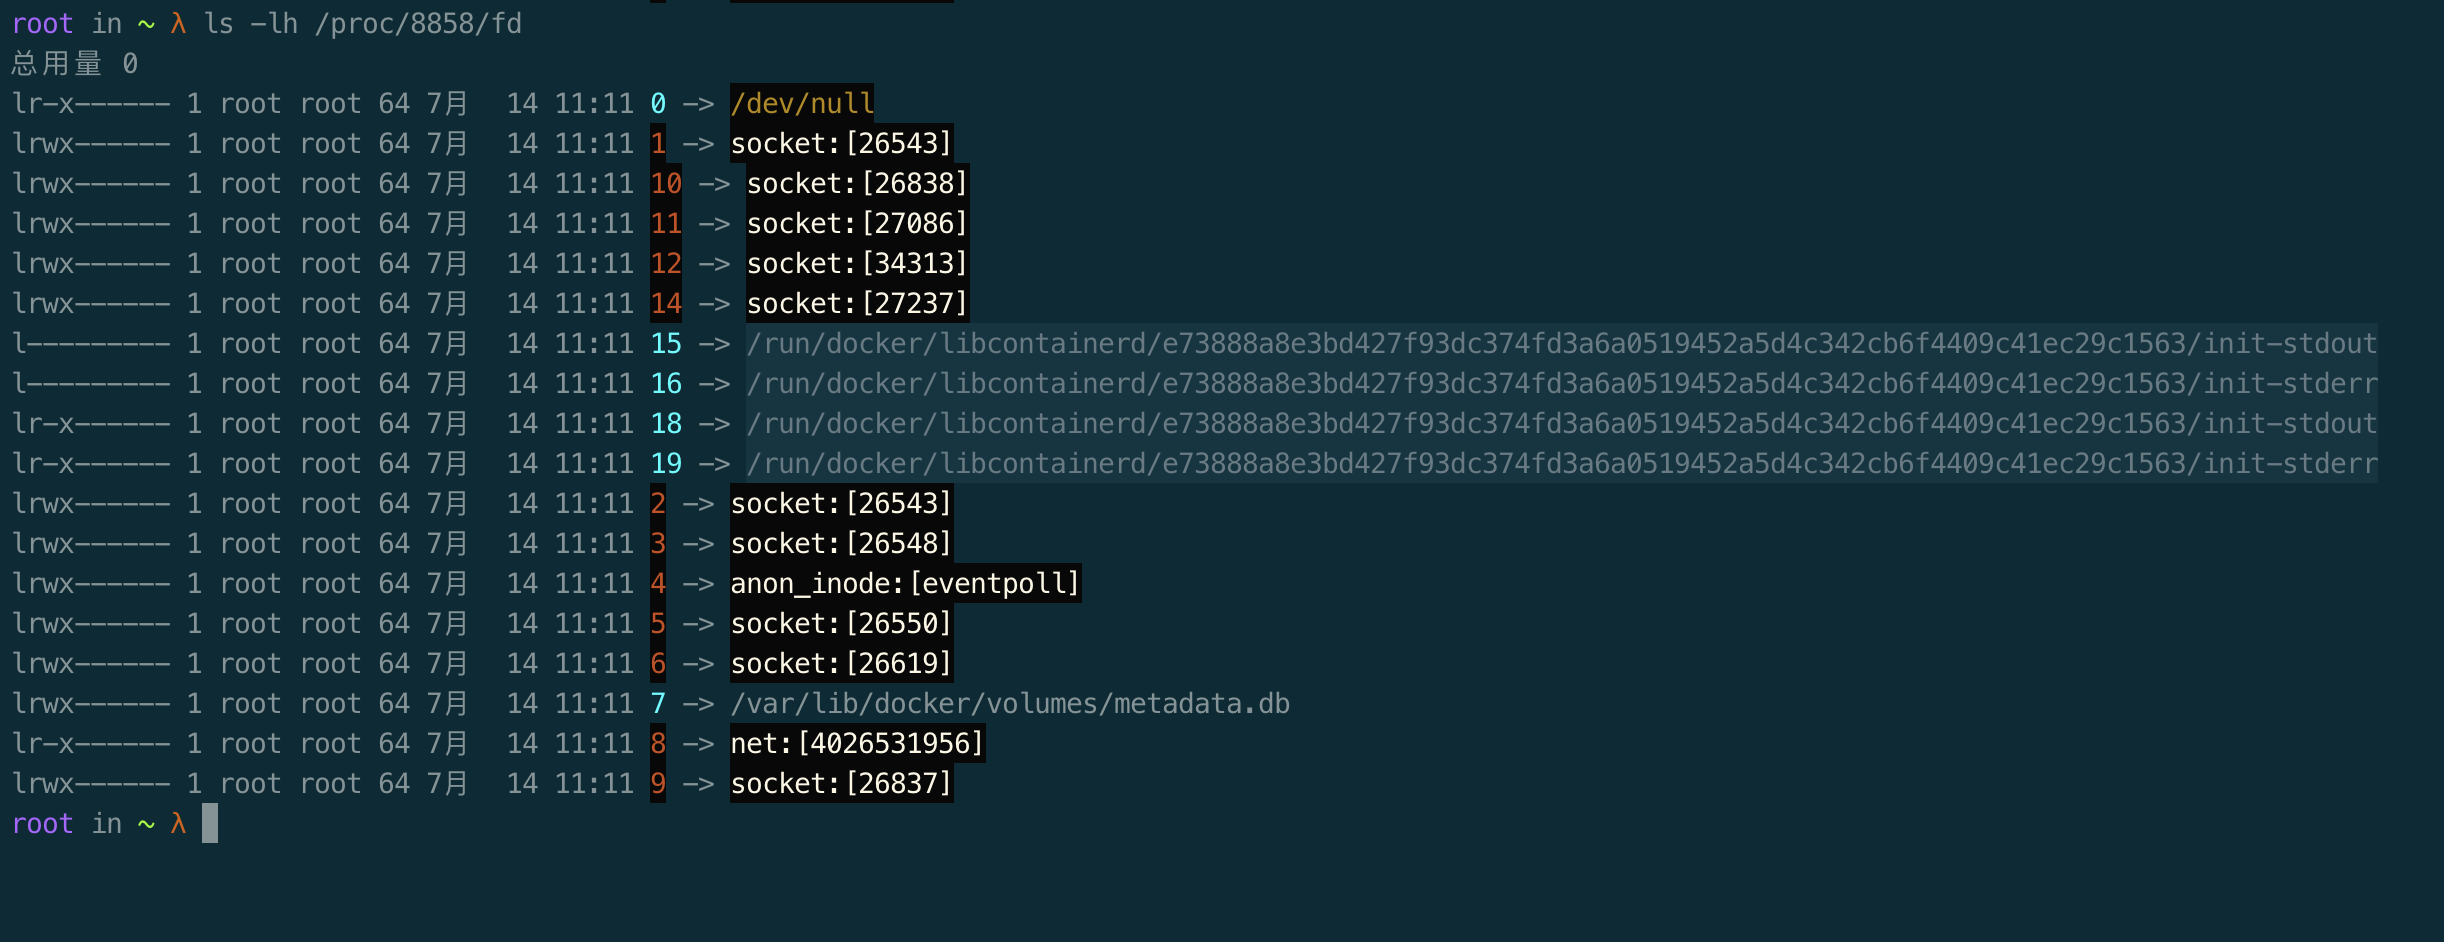 root in ~ λ ls -lh /proc/8858/fd
总用量 0
lr-x------ 1 root root 64 7月  14 11:11 0 -> /dev/null
lrwx------ 1 root root 64 7月  14 11:11 1 -> socket:[26543]
lrwx------ 1 root root 64 7月  14 11:11 10 -> socket:[26838]
lrwx------ 1 root root 64 7月  14 11:11 11 -> socket:[27086]
lrwx------ 1 root root 64 7月  14 11:11 12 -> socket:[34313]
lrwx------ 1 root root 64 7月  14 11:11 14 -> socket:[27237]
l--------- 1 root root 64 7月  14 11:11 15 -> /run/docker/libcontainerd/e73888a8e3bd427f93dc374fd3a6a0519452a5d4c342cb6f4409c41ec29c1563/init-stdout
l--------- 1 root root 64 7月  14 11:11 16 -> /run/docker/libcontainerd/e73888a8e3bd427f93dc374fd3a6a0519452a5d4c342cb6f4409c41ec29c1563/init-stderr
lr-x------ 1 root root 64 7月  14 11:11 18 -> /run/docker/libcontainerd/e73888a8e3bd427f93dc374fd3a6a0519452a5d4c342cb6f4409c41ec29c1563/init-stdout
lr-x------ 1 root root 64 7月  14 11:11 19 -> /run/docker/libcontainerd/e73888a8e3bd427f93dc374fd3a6a0519452a5d4c342cb6f4409c41ec29c1563/init-stderr
lrwx------ 1 root root 64 7月  14 11:11 2 -> socket:[26543]
lrwx------ 1 root root 64 7月  14 11:11 3 -> socket:[26548]
lrwx------ 1 root root 64 7月  14 11:11 4 -> anon_inode:[eventpoll]
lrwx------ 1 root root 64 7月  14 11:11 5 -> socket:[26550]
lrwx------ 1 root root 64 7月  14 11:11 6 -> socket:[26619]
lrwx------ 1 root root 64 7月  14 11:11 7 -> /var/lib/docker/volumes/metadata.db
lr-x------ 1 root root 64 7月  14 11:11 8 -> net:[4026531956]
lrwx------ 1 root root 64 7月  14 11:11 9 -> socket:[26837]
root in ~ λ